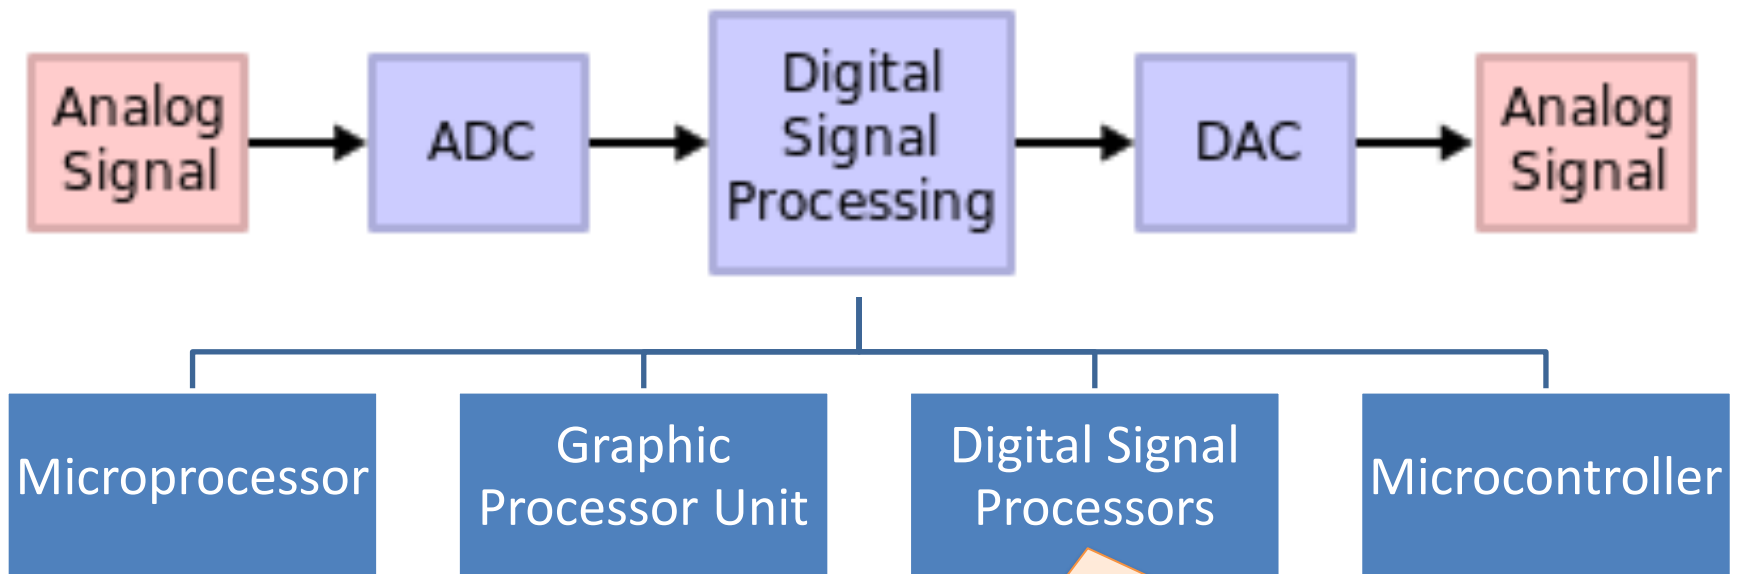 Analog
Signal
ADC
Digital
Signal
Processing
DAC
Analog
Signal
Microprocessor
Graphic
Processor Unit
Digital Signal
Processors
Microcontroller